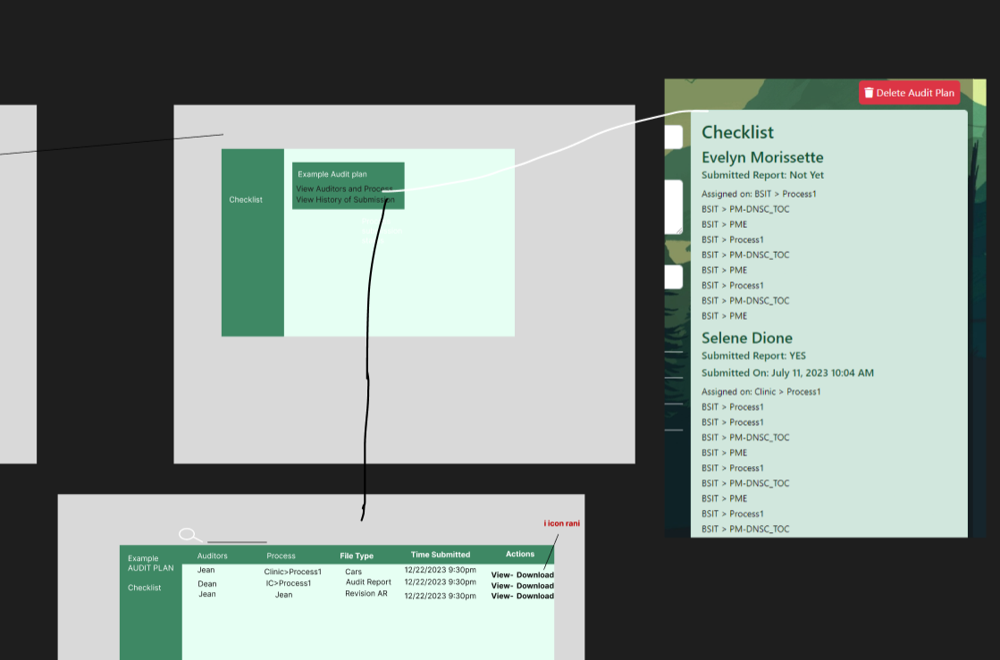 Delete Audit Plan
Checklist
Evelyn Morissette
Submitted Report: Not Yet
Assigned on: BSIT > Process1
BSIT > PM-DNSC_TOC
BSIT > PME
BSIT > Process1
BSIT > PM-DNSC_TOC
BSIT > PME
BSIT > Process1
BSIT > PM-DNSC_TOC
BSIT > PME
Selene Dione
Submitted Report: YES
Submitted On: July 11, 2023 10:04 AM
Assigned on: Clinic > Process1
BSIT > Process1
BSIT > Process1
BSIT > PM-DNSC_TOC
BSIT > PME
BSIT > Process1
BSIT > PM-DNSC_TOC
BSIT > PME
BSIT > Process1
BSIT > PM-DNSC_TOC
Checklist
Example Audit plan
View Auditors and Process
View History of Submission
i icon rani
Example
AUDIT PLAN
Checklist
Auditors Process File Type Time Submitted Actions
Jean Clinic>Process1 Cars 12/22/2023 9:30pm View- Download
Dean IC>Process1 Audit Report 12/22/2023 9:30pm View- Download
Jean Jean Revision AR 12/22/2023 9:30pm View- Download